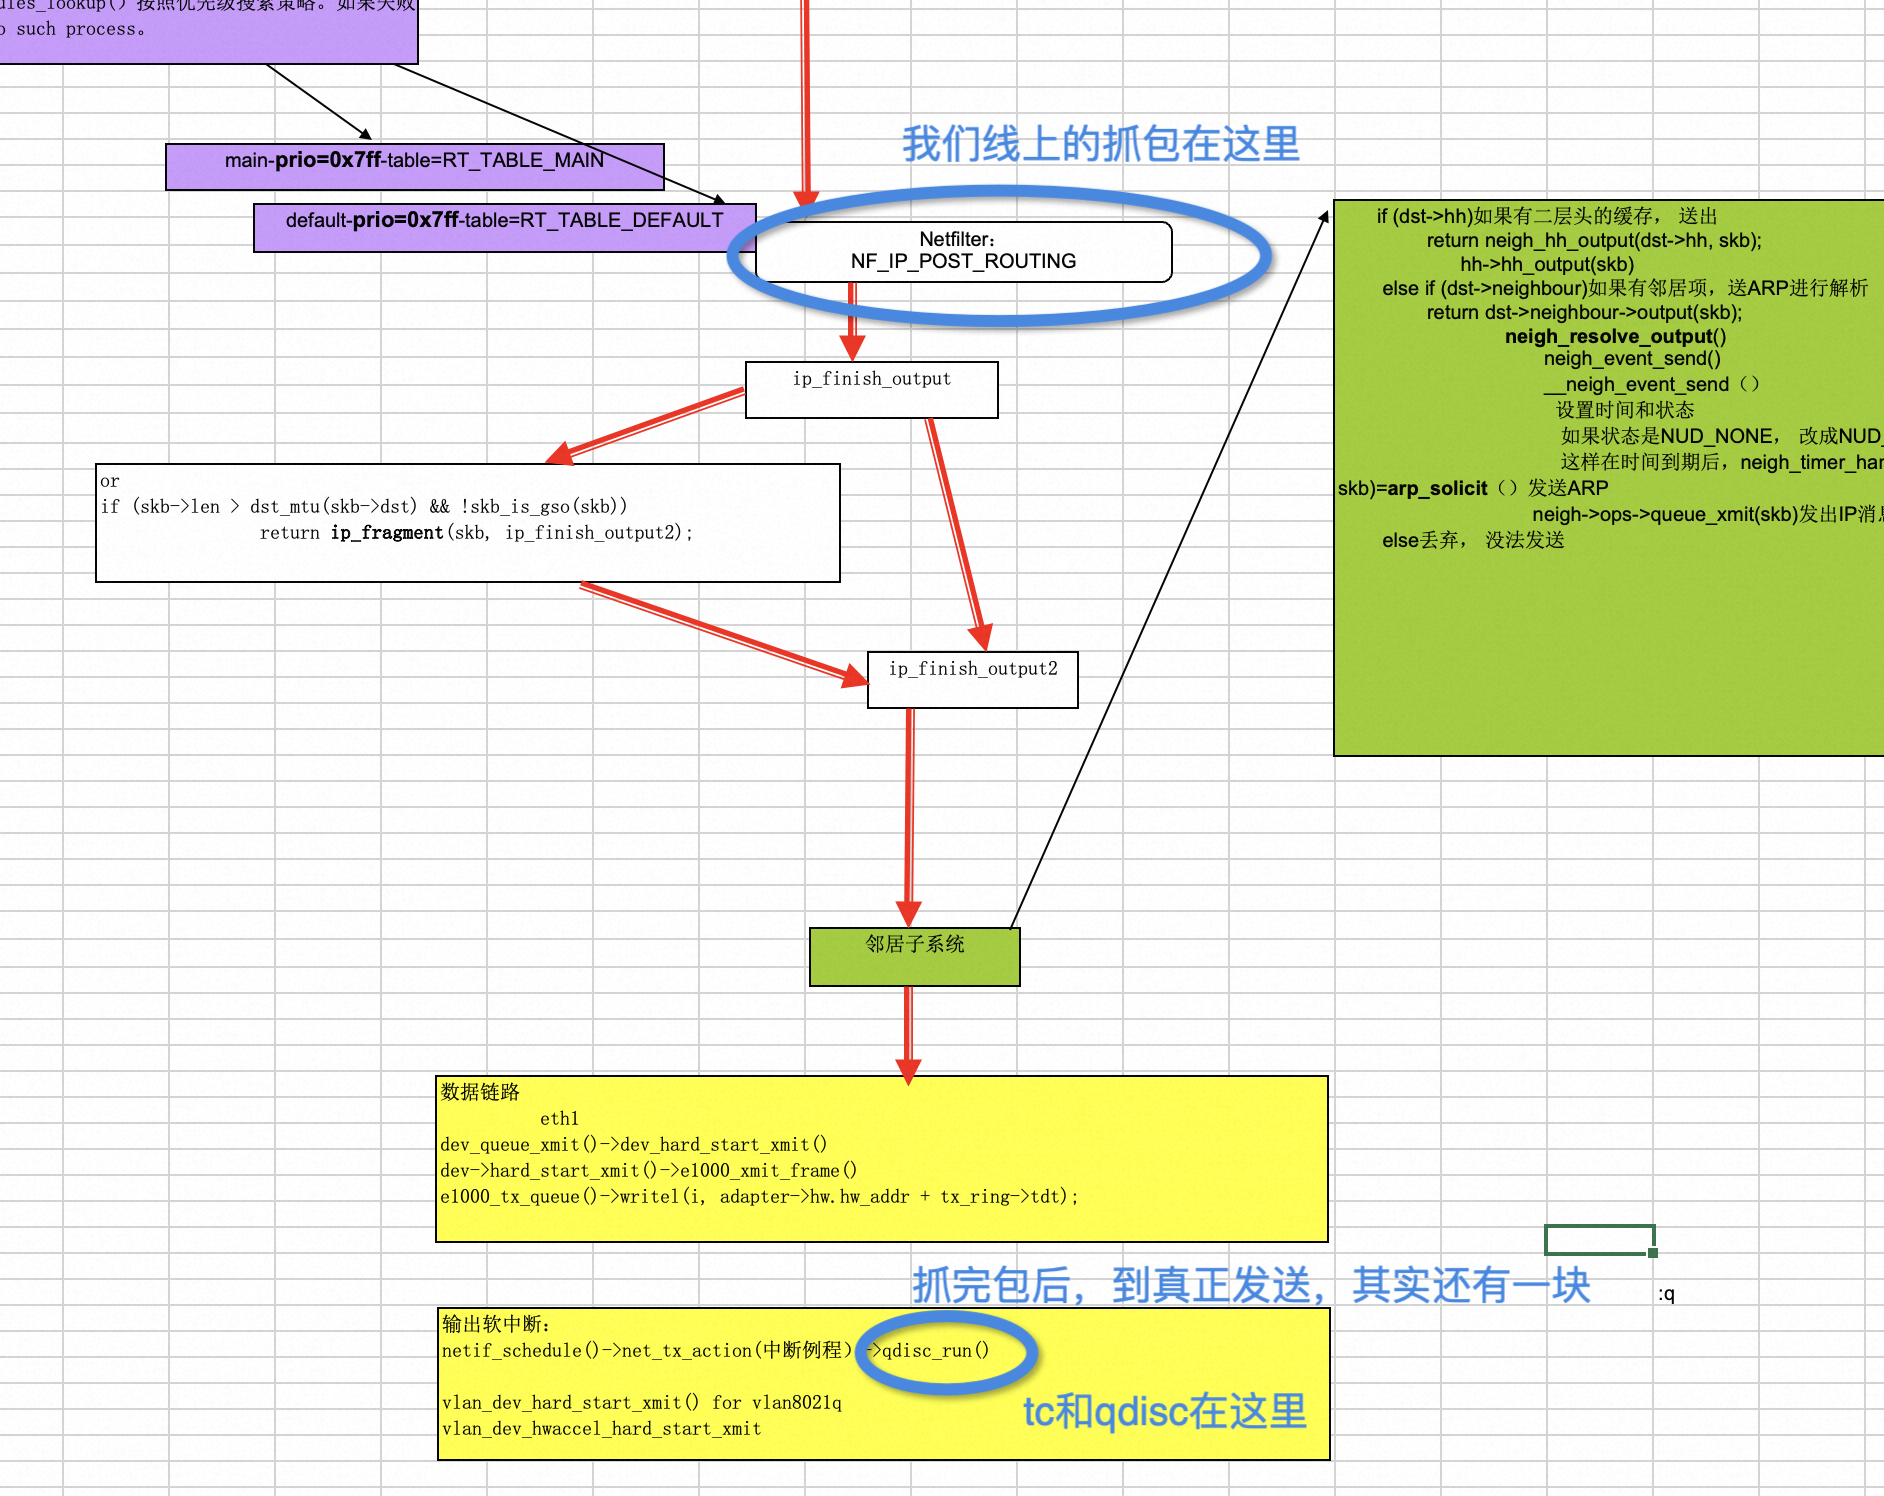 按照优先级搜索策略。如果失败
such process。
我们线上的抓包在这里
main-prio=0x7ff-table=RT_TABLE_MAIN
default-prio=0x7ff-table=RT_TABLE_DEFAULT
Netfilter：
NF_IP_POST_ROUTING
if (dst->hh)如果有二层头的缓存， 送出
return neigh_hh_output(dst->hh, skb);
hh->hh_output(skb)
else if (dst->neighbour)如果有邻居项，送ARP进行解析
return dst->neighbour->output(skb);
neigh_resolve_output()
neigh_event_send()
__neigh_event_send（）
设置时间和状态
如果状态是NUD_NONE， 改成NUD_
这样在时间到期后，neigh_timer_han
skb)=arp_solicit（）发送ARP
neigh->ops->queue_xmit(skb)发出IP消息
else丢弃， 没法发送
ip_finish_output
or
if (skb->len > dst_mtu(skb->dst) && !skb_is_gso(skb))
return ip_fragment(skb, ip_finish_output2);
ip_finish_output2
邻居子系统
数据链路
eth1
dev_queue_xmit()->dev_hard_start_xmit()
dev->hard_start_xmit()->e1000_xmit_frame()
e1000_tx_queue()->writel(i, adapter->hw.hw_addr + tx_ring->tdt);
抓完包后，到真正发送，其实还有一块
:q
输出软中断：
netif_schedule()->net_tx_action(中断例程）->qdisc_run()
vlan_dev_hard_start_xmit() for vlan8021q
vlan_dev_hwaccel_hard_start_xmit
tc和qdisc在这里